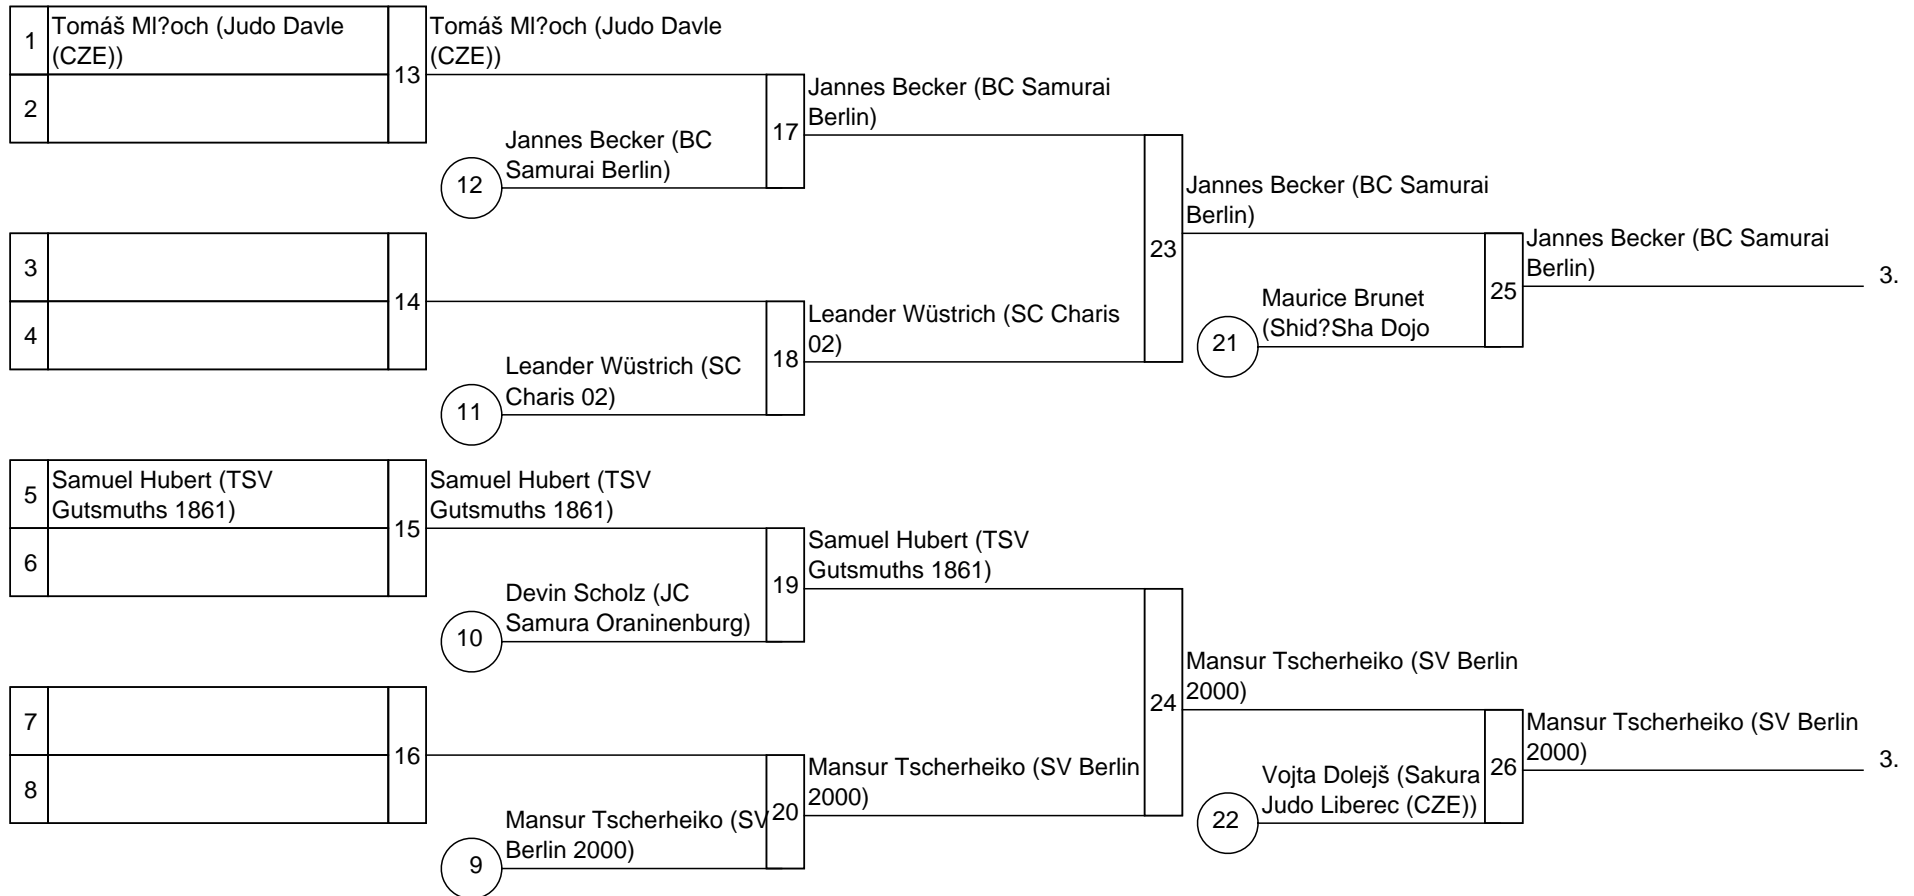 1
Tomáš Ml?och (Judo Davle
(CZE))
2
13
Tomáš Ml?och (Judo Davle
(CZE))
12
Jannes Becker (BC
Samurai Berlin)
17
Jannes Becker (BC Samurai
Berlin)
3
4
14
11
Leander Wüstrich (SC
Charis 02)
18
Leander Wüstrich (SC Charis
02)
23
Jannes Becker (BC Samurai
Berlin)
21
Maurice Brunet
(Shid?Sha Dojo
25
Jannes Becker (BC Samurai
Berlin)
3.
5
Samuel Hubert (TSV
Gutsmuths 1861)
6
15
Samuel Hubert (TSV
Gutsmuths 1861)
10
Devin Scholz (JC
Samura Oraninenburg)
19
Samuel Hubert (TSV
Gutsmuths 1861)
7
8
16
9
Mansur Tscherheiko (SV
Berlin 2000)
20
Mansur Tscherheiko (SV Berlin
2000)
24
Mansur Tscherheiko (SV Berlin
2000)
22
Vojta Dolejš (Sakura
Judo Liberec (CZE))
26
Mansur Tscherheiko (SV Berlin
2000)
3.